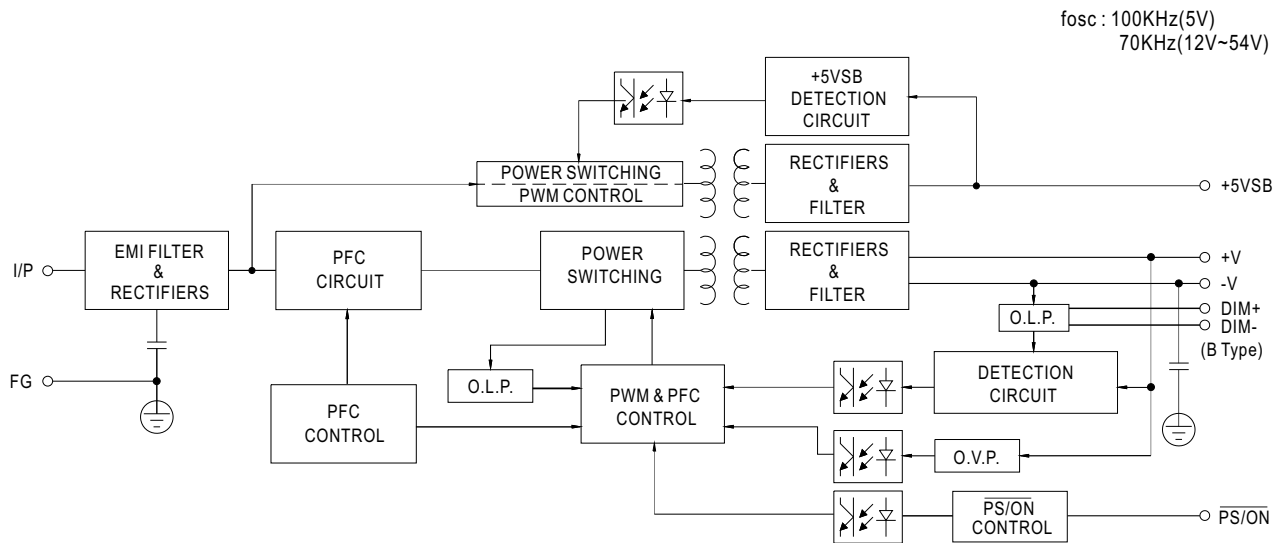 fosc : 100KHz(5V)
70KHz(12V~54V)
+5VSB
DETECTION
CIRCUIT
POWER SWITCHING
PWM CONTROL
RECTIFIERS
&
FILTER
+5VSB
I/P
EMI FILTER
&
RECTIFIERS
PFC
CIRCUIT
POWER
SWITCHING
RECTIFIERS
&
FILTER
+V
-V
DIM+
DIM-
(B Type)
O.L.P.
FG
O.L.P.
PFC
CONTROL
PWM & PFC
CONTROL
DETECTION
CIRCUIT
O.V.P.
PS/ON
CONTROL
PS/ON